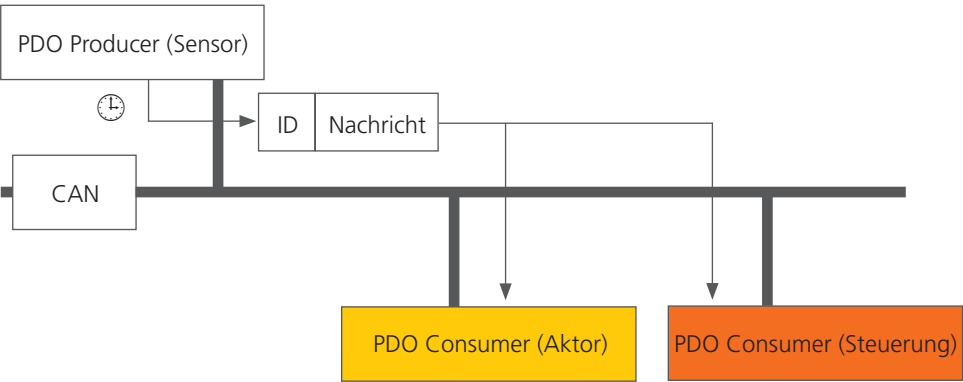 PDO Producer (Sensor)
ID
Nachricht
CAN
PDO Consumer (Aktor)
PDO Consumer (Steuerung)